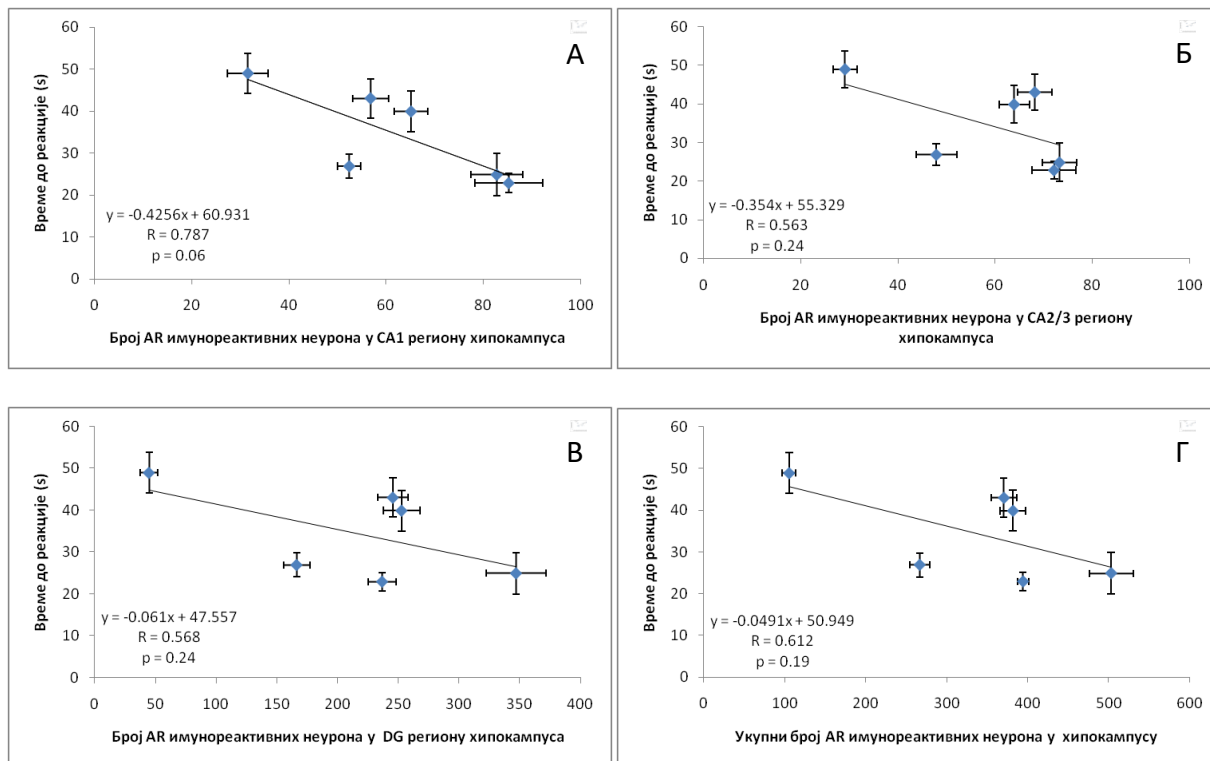 А
Време до реакције (s)
60
50
40
30
20
10
0
y = -0.4256x + 60.931
R = 0.787
p = 0.06
0 20 40 60 80 100
Број AR имунореактивних неурона у CA1 региону хипокампуса
Б
Време до реакције (s)
60
50
40
30
20
10
0
y = -0.354x + 55.329
R = 0.563
p = 0.24
0 20 40 60 80 100
Број AR имунореактивних неурона у CA2/3 региону
хипокампуса
В
Време до реакције (s)
60
50
40
30
20
10
0
y = -0.061x + 47.557
R = 0.568
p = 0.24
0 50 100 150 200 250 300 350 400
Број AR имунореактивних неурона у DG региону хипокампуса
Г
Време до реакције (s)
60
50
40
30
20
10
0
y = -0.0491x + 50.949
R = 0.612
p = 0.19
0 100 200 300 400 500 600
Укупни број AR имунореактивних неурона у хипокампусу